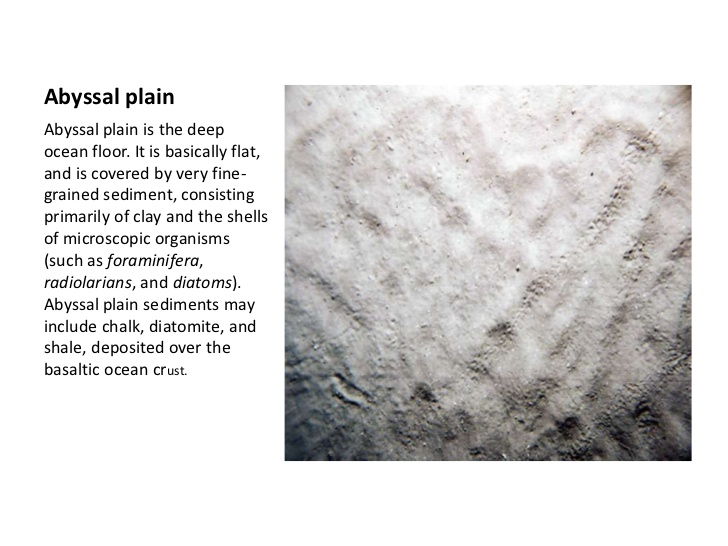 Abyssal plain
Abyssal plain is the deep
ocean floor. It is basically flat,
and is covered by very fine-
grained sediment, consisting
primarily of clay and the shells
of microscopic organisms
(such as foraminifera,
radiolarians, and diatoms).
Abyssal plain sediments may
include chalk, diatomite, and
shale, deposited over the
basaltic ocean crust.